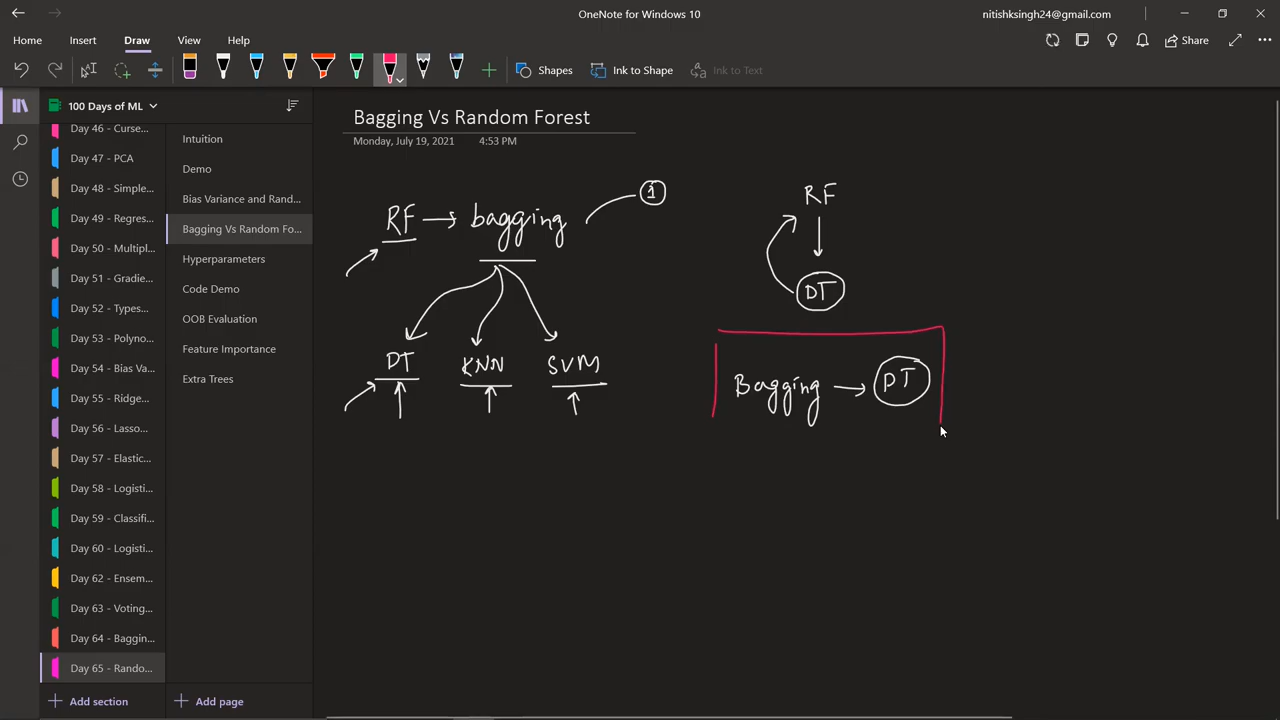 OneNote for Windows 10
nitishksingh24@gmail.com
Home Insert Draw View Help
Share
Shapes
Ink to Shape
Ink to Text
100 Days of ML
Day 46 - Curse...
Day 47 - PCA
Day 48 - Simple...
Day 49 - Regres...
Day 50 - Multipl...
Day 51 - Gradie...
Day 52 - Types...
Day 53 - Polyno...
Day 54 - Bias Va...
Day 55 - Ridge...
Day 56 - Lasso...
Day 57 - Elastic...
Day 58 - Logisti...
Day 59 - Classifi...
Day 60 - Logisti...
Day 62 - Ensem...
Day 63 - Voting...
Day 64 - Baggin...
Day 65 - Rando...
Add section
Intuition
Demo
Bias Variance and Rand...
Bagging Vs Random Fo...
Hyperparameters
Code Demo
OOB Evaluation
Feature Importance
Extra Trees
Add page
Bagging Vs Random Forest
Monday, July 19, 2021 4:53 PM
RF → bagging 1
DT KNN SVM
RF
DT
Bagging → DT